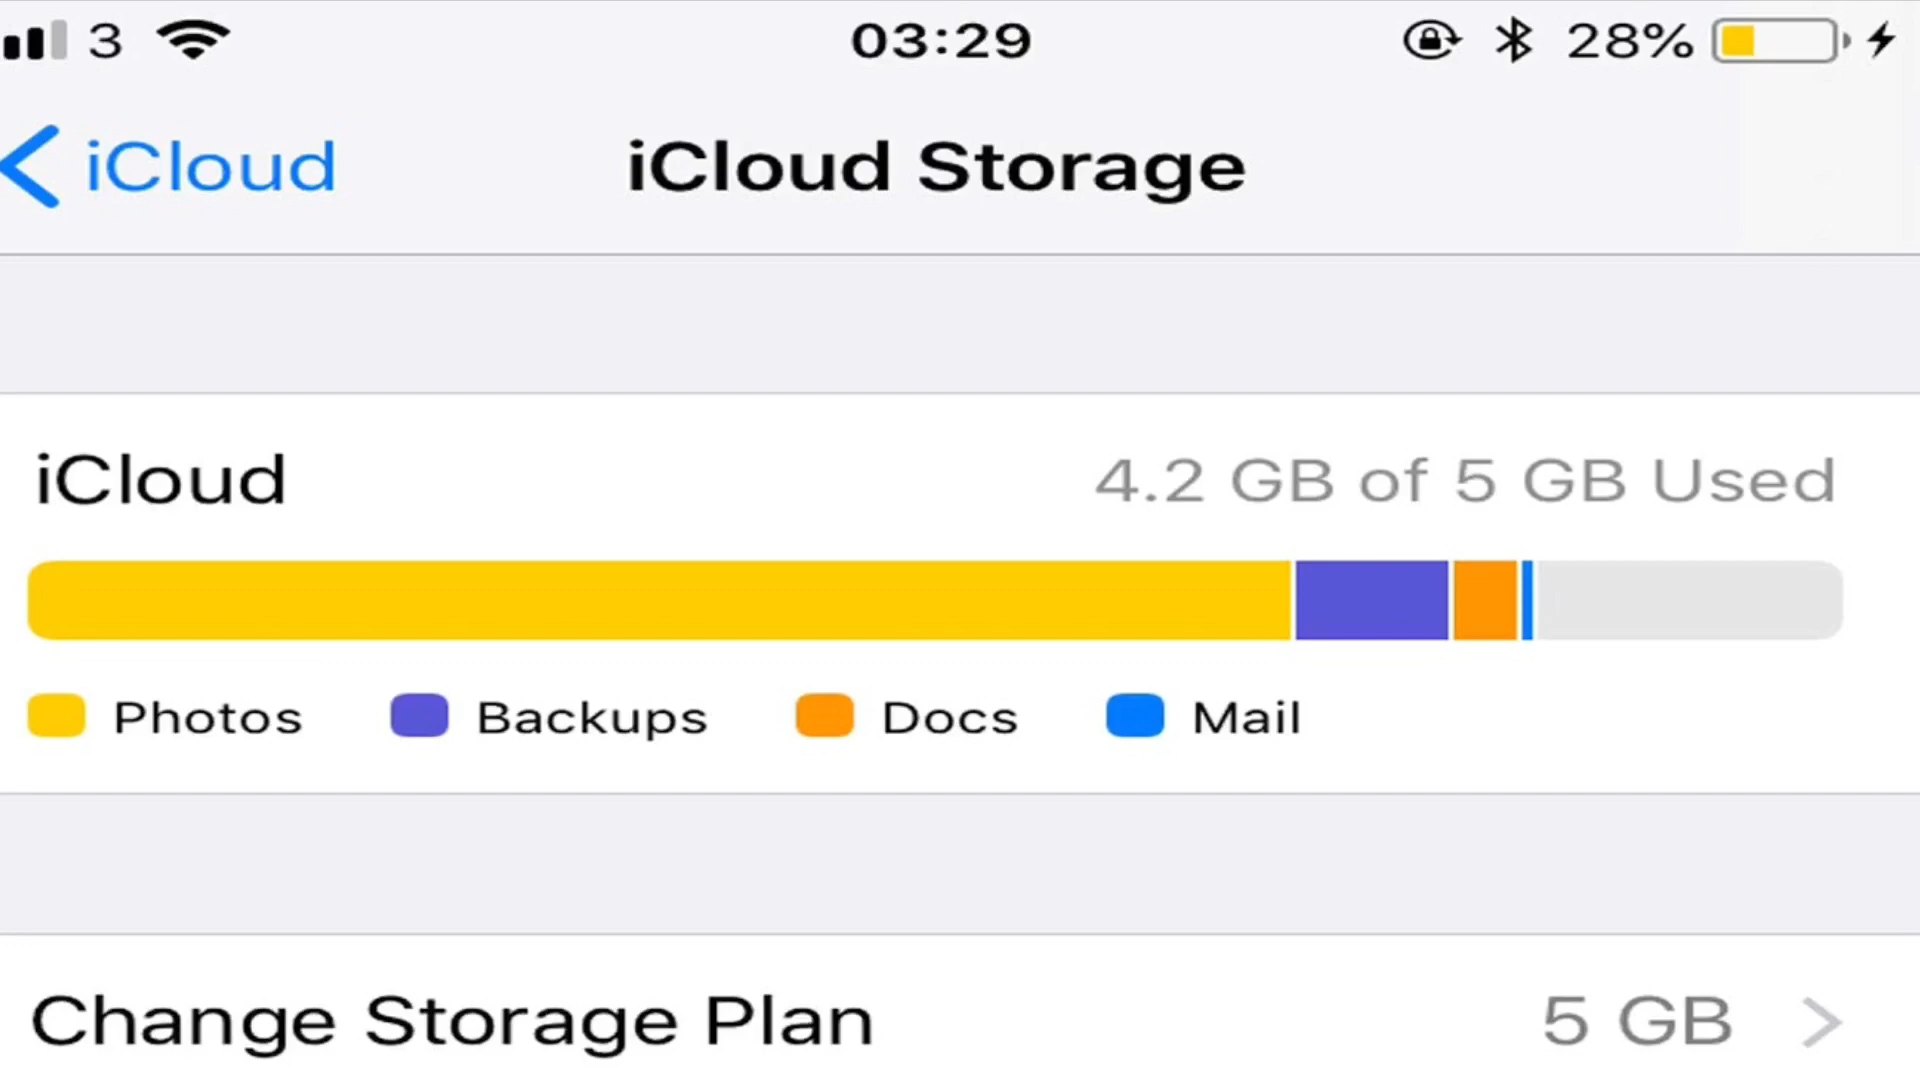 3 03:29 28%
iCloud iCloud Storage
iCloud 4.2 GB of 5 GB Used
Photos Backups Docs Mail
Change Storage Plan 5 GB